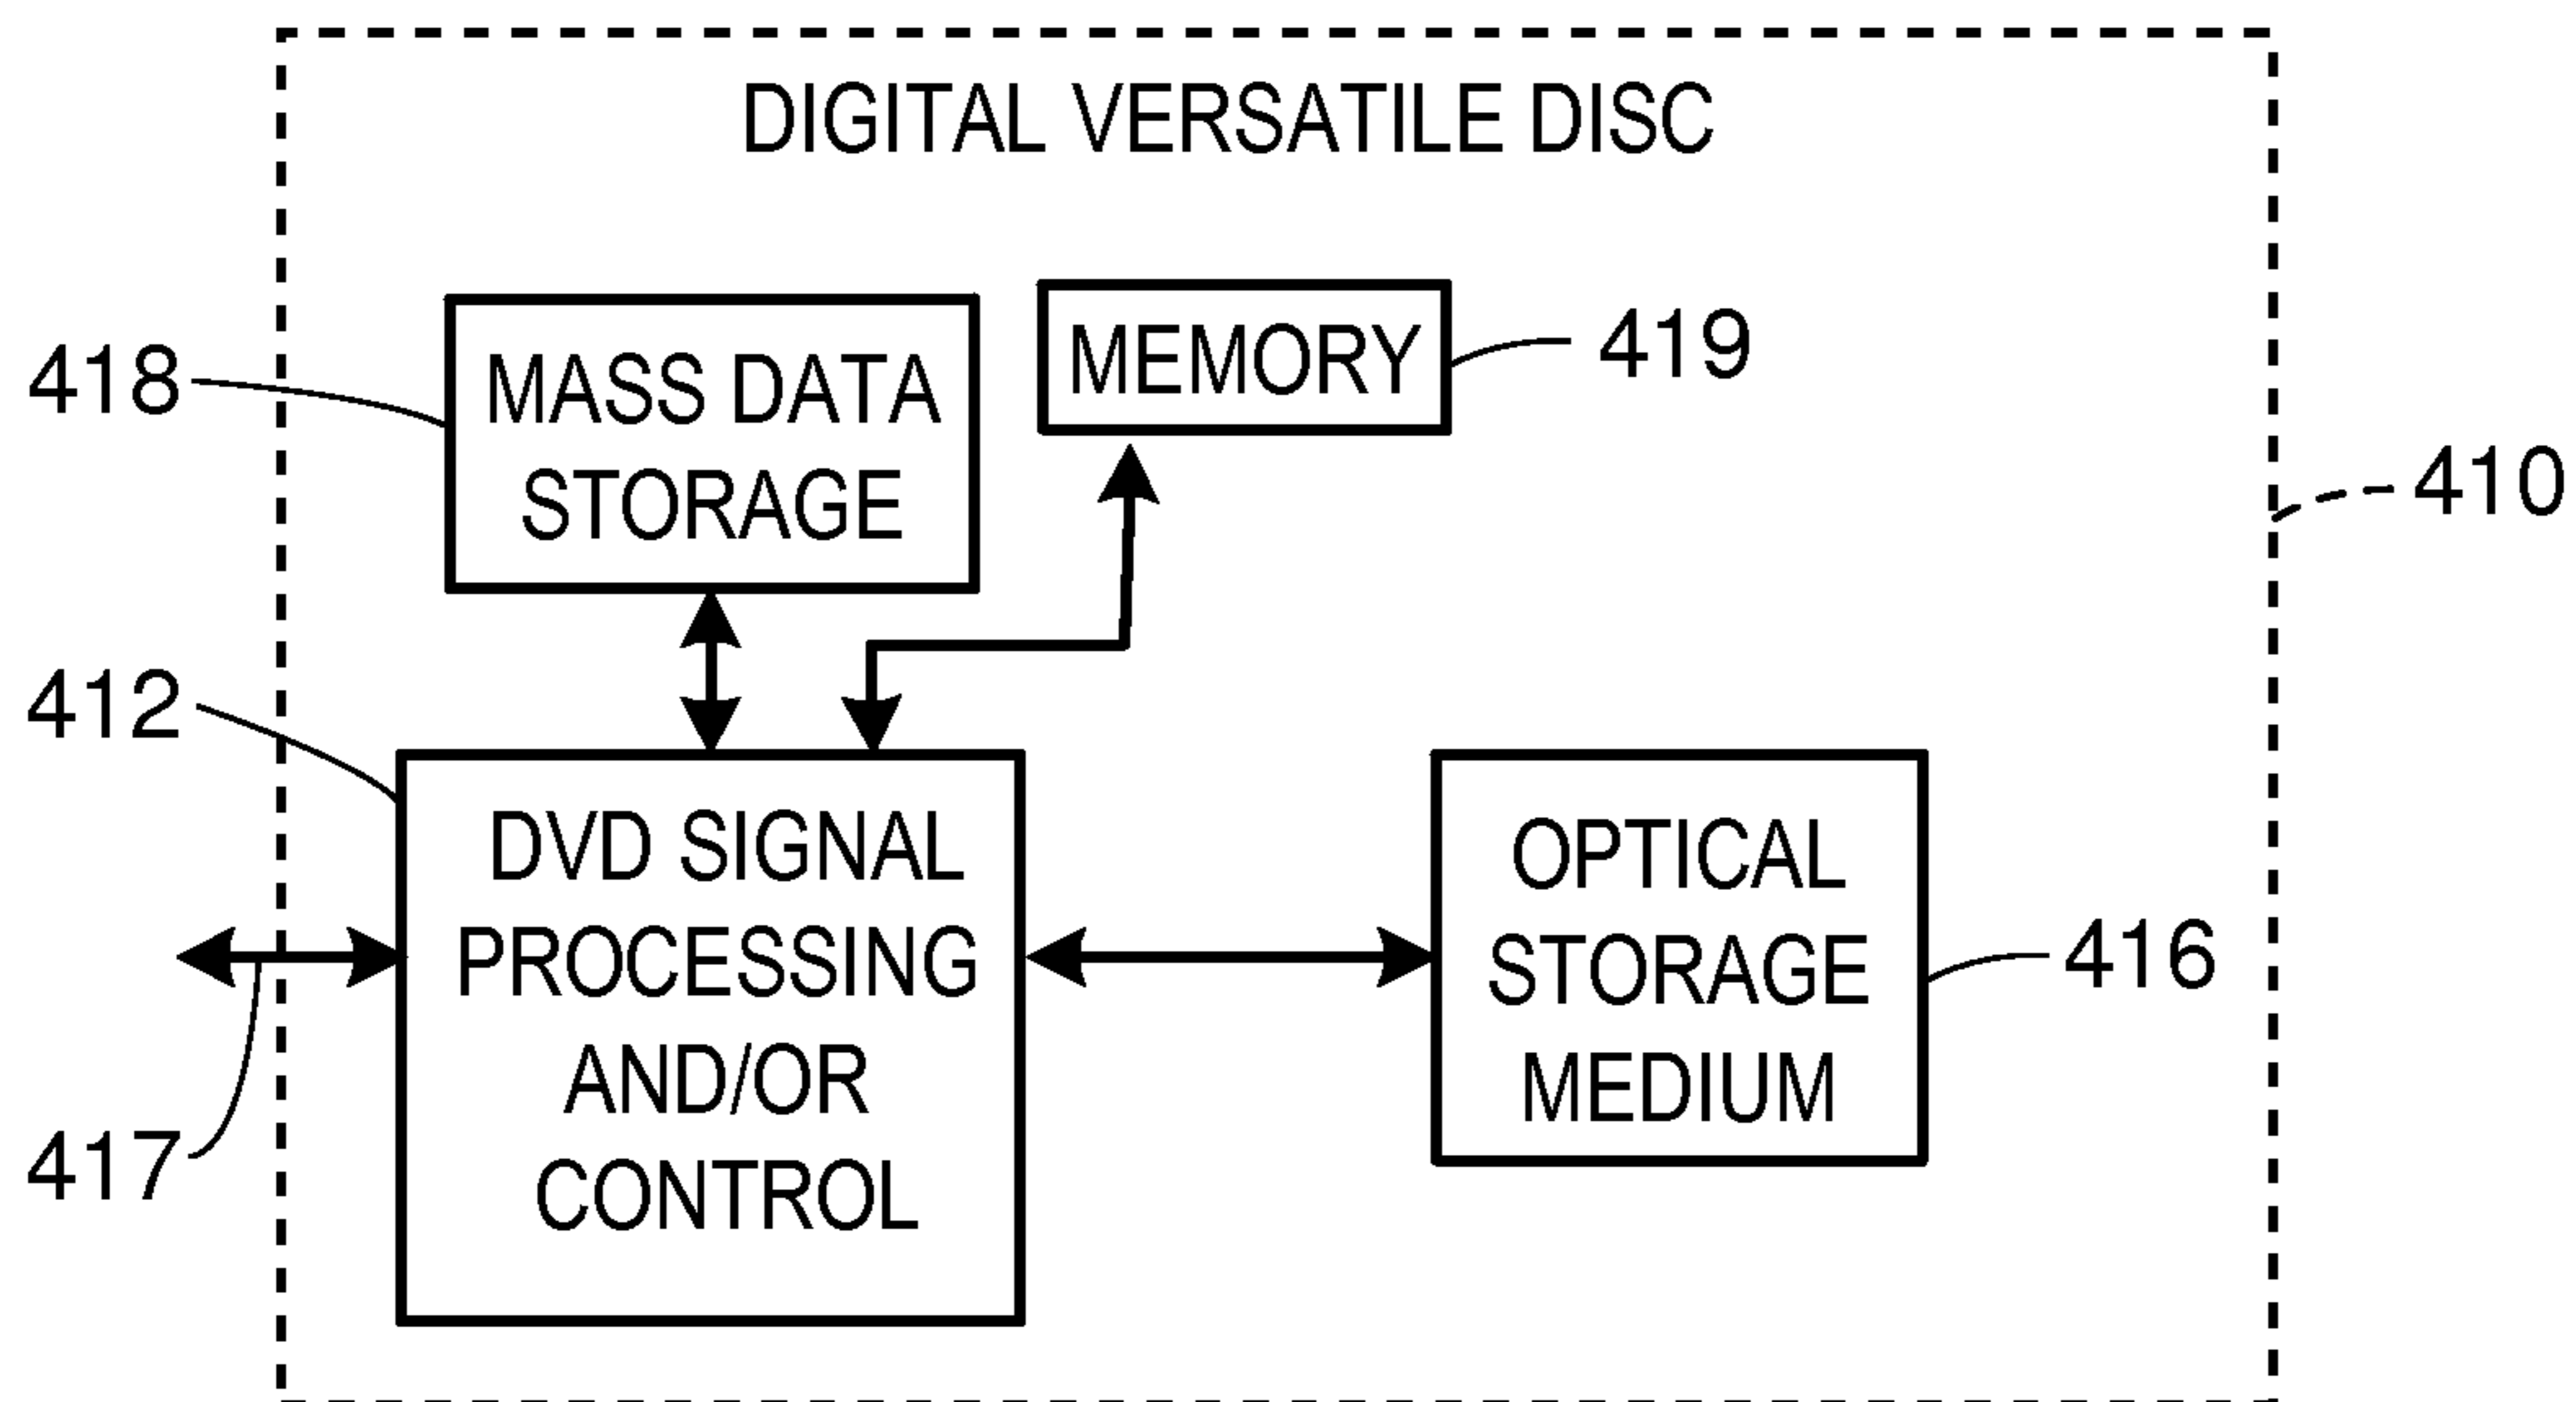 DIGITAL VERSATILE DISC
418
MASS DATA
STORAGE
MEMORY
419
410
412
DVD SIGNAL
PROCESSING
AND/OR
CONTROL
OPTICAL
STORAGE
MEDIUM
416
417